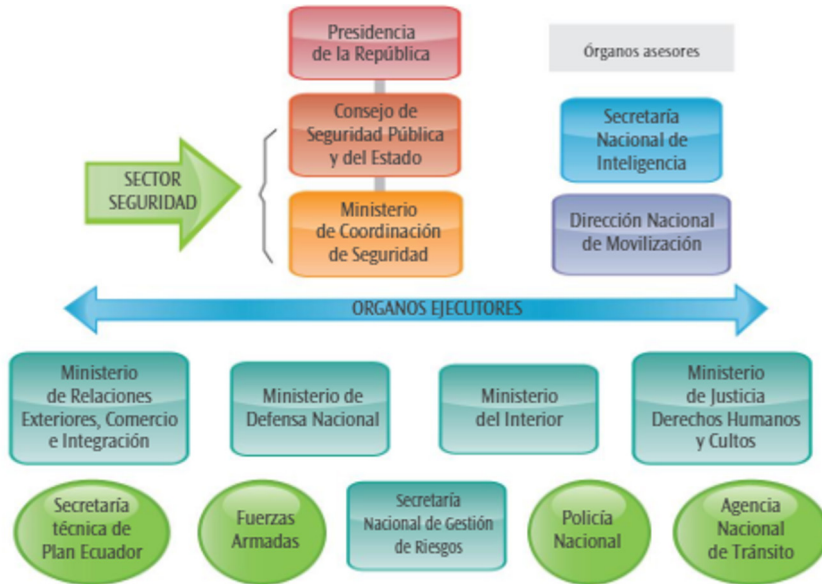 Presidencia
de la República
Órganos asesores
Consejo de
Seguridad Pública
y del Estado
Secretaría
Nacional de
Inteligencia
SECTOR
SEGURIDAD
Ministerio
de Coordinación
de Seguridad
Dirección Nacional
de Movilización
ORGANOS EJECUTORES
Ministerio
de Relaciones
Exteriores, Comercio
e Integración
Ministerio de
Defensa Nacional
Ministerio
del Interior
Ministerio
de Justicia
Derechos Humanos
y Cultos
Secretaría
técnica de
Plan Ecuador
Fuerzas
Armadas
Secretaría
Nacional de Gestión
de Riesgos
Policía
Nacional
Agencia
Nacional
de Tránsito